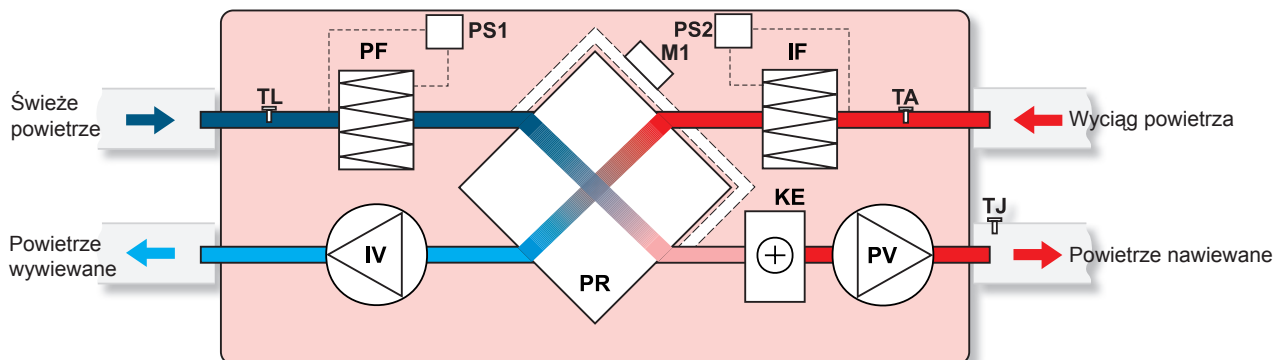 PS1
PS2
PF
M1
IF
Świeże
powietrze
TL
TA
Wyciąg powietrza
KE
TJ
Powietrze
wywiewane
IV
PR
PV
Powietrze nawiewane